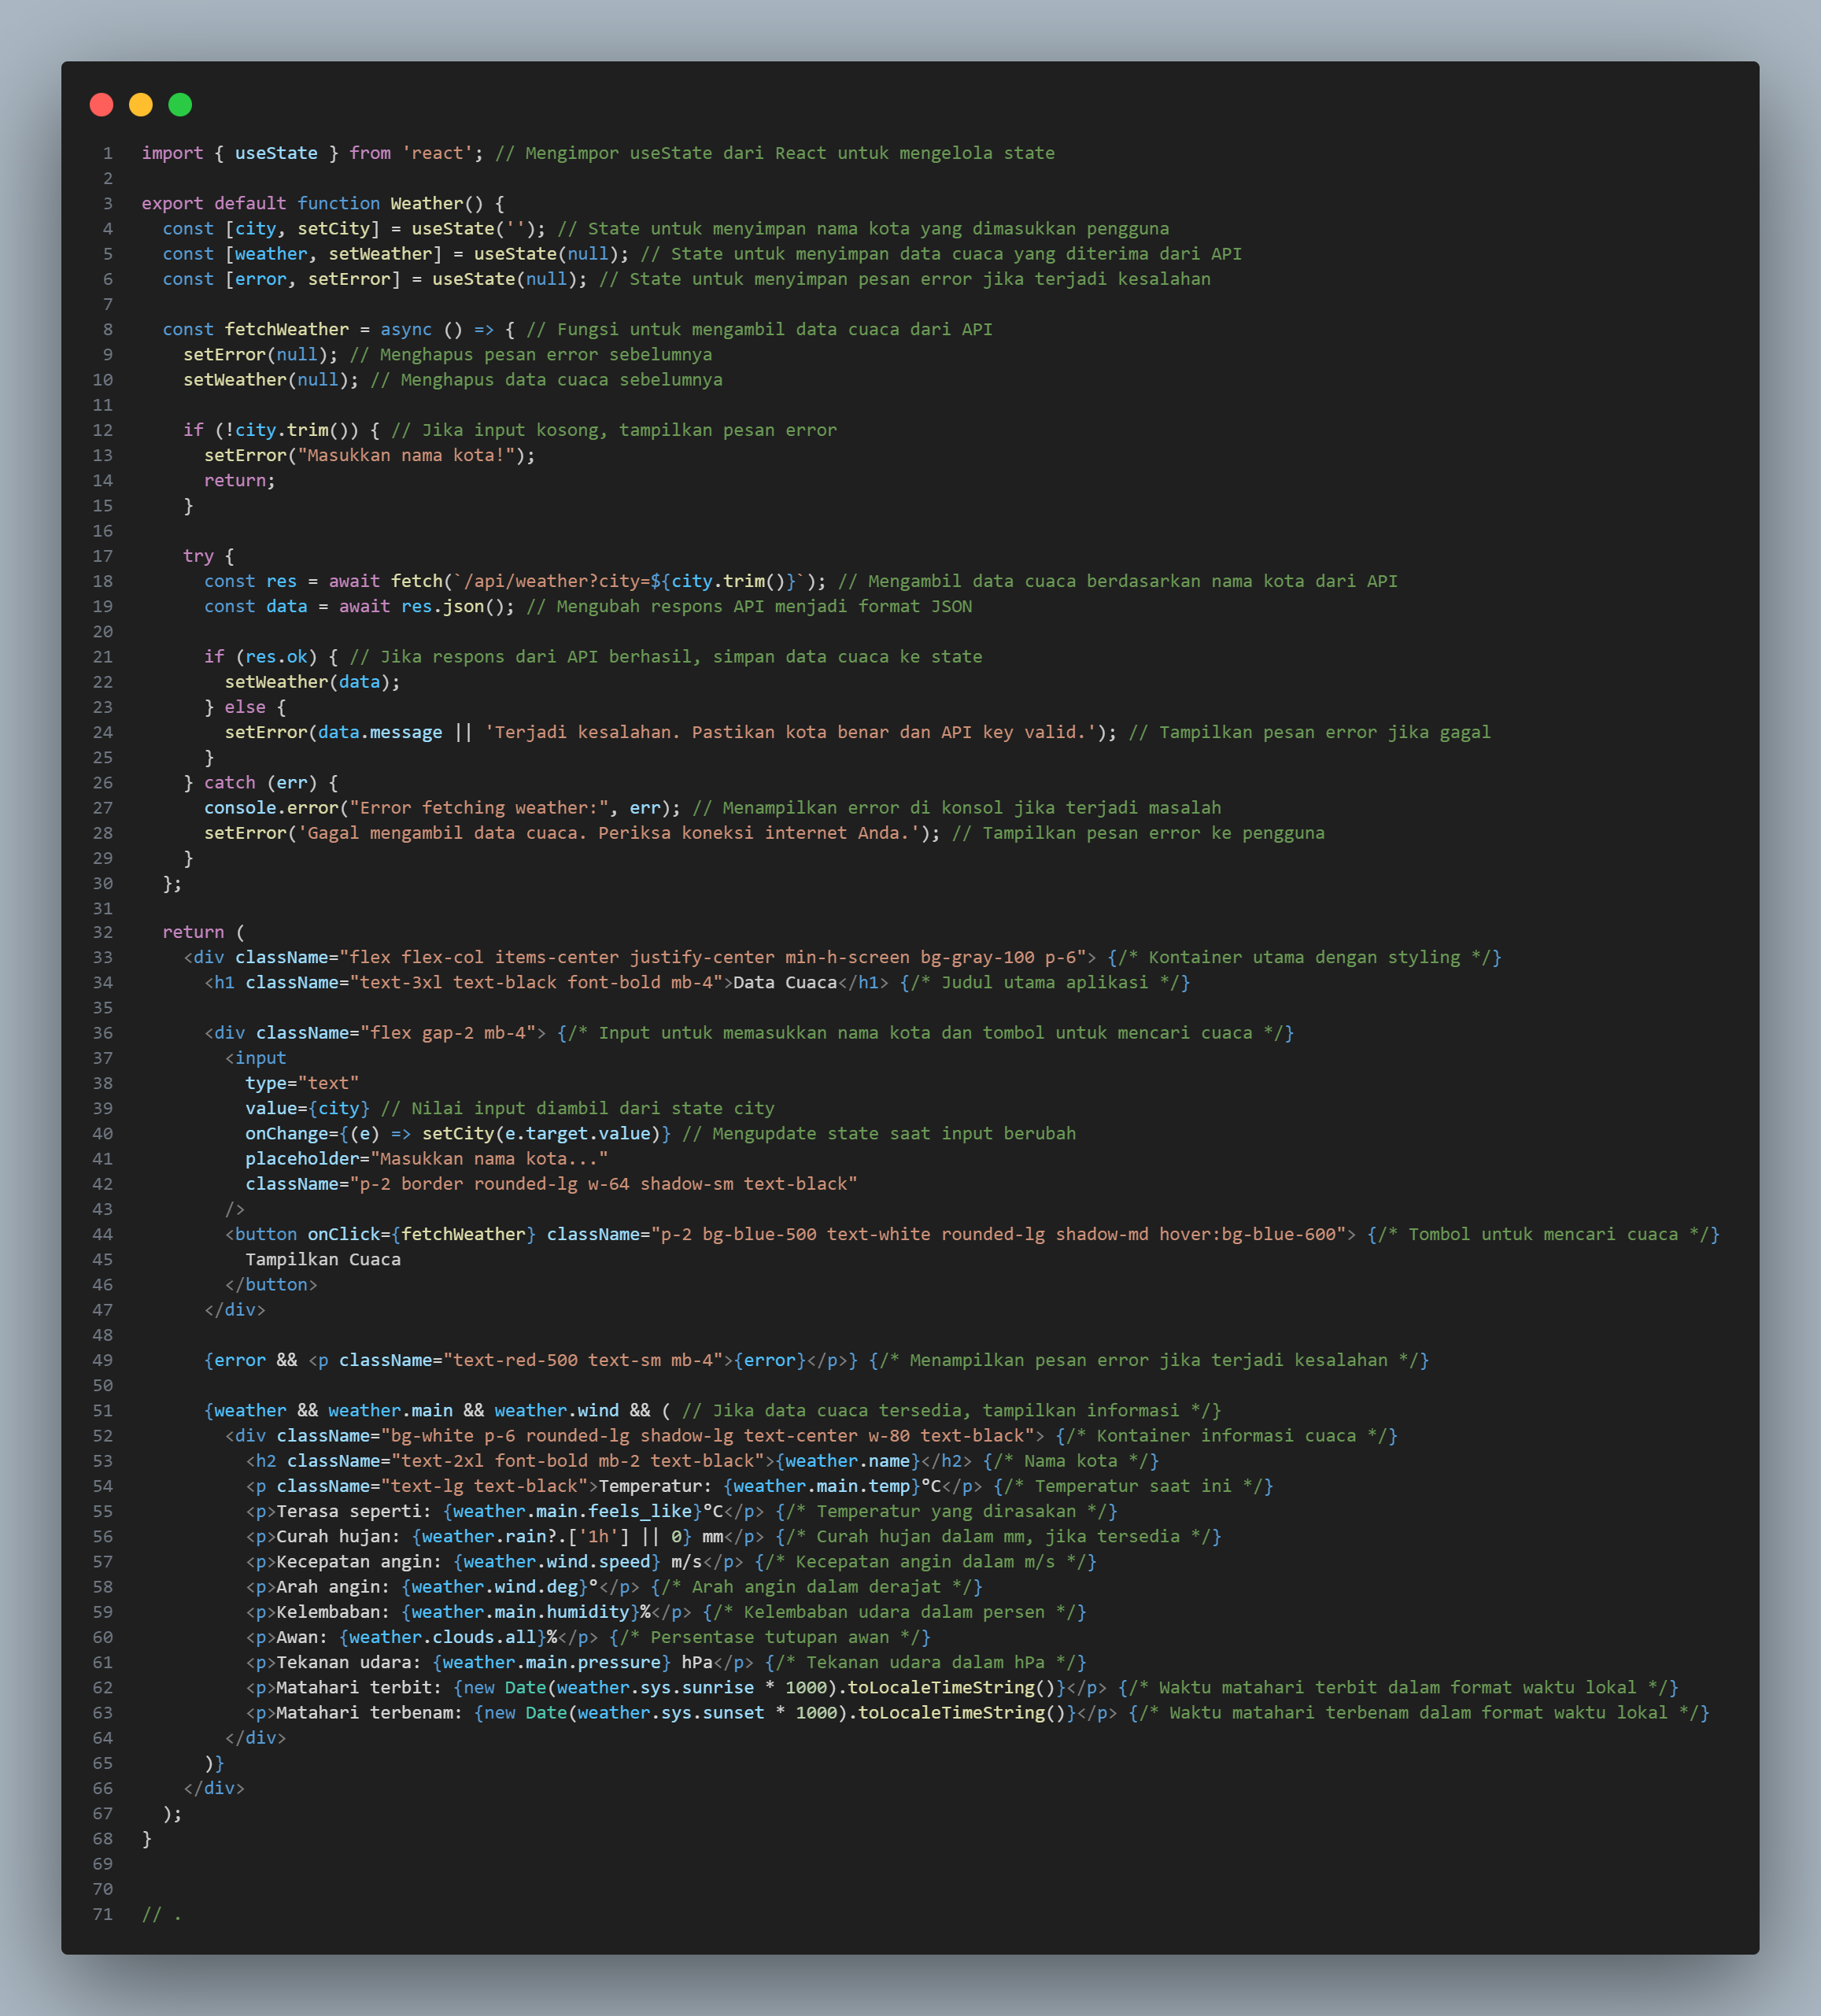 1 import { useState } from 'react'; // Mengimpor useState dari React untuk mengelola state
2
3 export default function Weather() {
4   const [city, setCity] = useState(''); // State untuk menyimpan nama kota yang dimasukkan pengguna
5   const [weather, setWeather] = useState(null); // State untuk menyimpan data cuaca yang diterima dari API
6   const [error, setError] = useState(null); // State untuk menyimpan pesan error jika terjadi kesalahan
7
8   const fetchWeather = async () => { // Fungsi untuk mengambil data cuaca dari API
9     setError(null); // Menghapus pesan error sebelumnya
10     setWeather(null); // Menghapus data cuaca sebelumnya
11
12     if (!city.trim()) { // Jika input kosong, tampilkan pesan error
13       setError("Masukkan nama kota!");
14       return;
15     }
16
17     try {
18       const res = await fetch(`/api/weather?city=${city.trim()}`); // Mengambil data cuaca berdasarkan nama kota dari API
19       const data = await res.json(); // Mengubah respons API menjadi format JSON
20
21       if (res.ok) { // Jika respons dari API berhasil, simpan data cuaca ke state
22         setWeather(data);
23       } else {
24         setError(data.message || 'Terjadi kesalahan. Pastikan kota benar dan API key valid.'); // Tampilkan pesan error jika gagal
25       }
26     } catch (err) {
27       console.error("Error fetching weather:", err); // Menampilkan error di konsol jika terjadi masalah
28       setError('Gagal mengambil data cuaca. Periksa koneksi internet Anda.'); // Tampilkan pesan error ke pengguna
29     }
30   };
31
32   return (
33     <div className="flex flex-col items-center justify-center min-h-screen bg-gray-100 p-6"> {/* Kontainer utama dengan styling */}
34       <h1 className="text-3xl text-black font-bold mb-4">Data Cuaca</h1> {/* Judul utama aplikasi */}
35
36       <div className="flex gap-2 mb-4"> {/* Input untuk memasukkan nama kota dan tombol untuk mencari cuaca */}
37         <input
38           type="text"
39           value={city} // Nilai input diambil dari state city
40           onChange={(e) => setCity(e.target.value)} // Mengupdate state saat input berubah
41           placeholder="Masukkan nama kota..."
42           className="p-2 border rounded-lg w-64 shadow-sm text-black"
43         />
44         <button onClick={fetchWeather} className="p-2 bg-blue-500 text-white rounded-lg shadow-md hover:bg-blue-600"> {/* Tombol untuk mencari cuaca */}
45           Tampilkan Cuaca
46         </button>
47       </div>
48
49       {error && <p className="text-red-500 text-sm mb-4">{error}</p>} {/* Menampilkan pesan error jika terjadi kesalahan */}
50
51       {weather && weather.main && weather.wind && ( // Jika data cuaca tersedia, tampilkan informasi */}
52         <div className="bg-white p-6 rounded-lg shadow-lg text-center w-80 text-black"> {/* Kontainer informasi cuaca */}
53           <h2 className="text-2xl font-bold mb-2 text-black">{weather.name}</h2> {/* Nama kota */}
54           <p className="text-lg text-black">Temperatur: {weather.main.temp}°C</p> {/* Temperatur saat ini */}
55           <p>Terasa seperti: {weather.main.feels_like}°C</p> {/* Temperatur yang dirasakan */}
56           <p>Curah hujan: {weather.rain?.['1h'] || 0} mm</p> {/* Curah hujan dalam mm, jika tersedia */}
57           <p>Kecepatan angin: {weather.wind.speed} m/s</p> {/* Kecepatan angin dalam m/s */}
58           <p>Arah angin: {weather.wind.deg}°</p> {/* Arah angin dalam derajat */}
59           <p>Kelembaban: {weather.main.humidity}%</p> {/* Kelembaban udara dalam persen */}
60           <p>Awan: {weather.clouds.all}%</p> {/* Persentase tutupan awan */}
61           <p>Tekanan udara: {weather.main.pressure} hPa</p> {/* Tekanan udara dalam hPa */}
62           <p>Matahari terbit: {new Date(weather.sys.sunrise * 1000).toLocaleTimeString()}</p> {/* Waktu matahari terbit dalam format waktu lokal */}
63           <p>Matahari terbenam: {new Date(weather.sys.sunset * 1000).toLocaleTimeString()}</p> {/* Waktu matahari terbenam dalam format waktu lokal */}
64         </div>
65       )}
66     </div>
67   );
68 }
69
70
71 // .